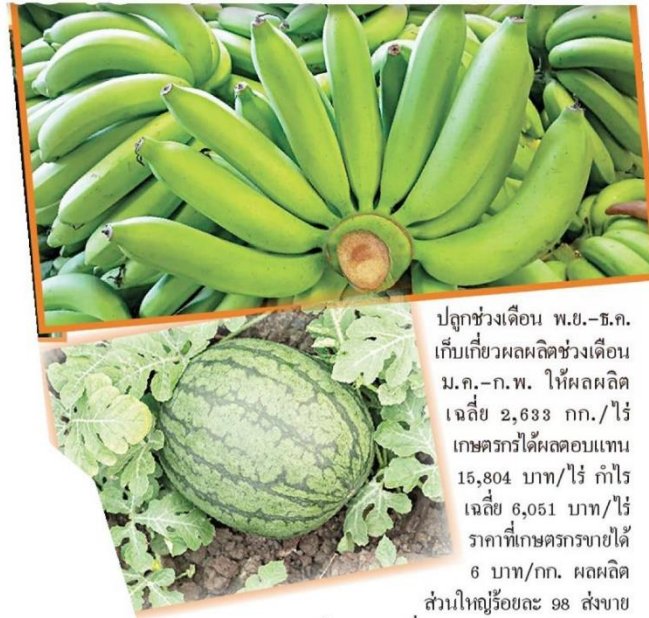 ปลูกช่วงเดือน พ.ย.-ธ.ค.
เก็บเกี่ยวผลผลิตช่วงเดือน
ม.ค.-ก.พ. ให้ผลผลิต
เฉลี่ย 2,633 กก./ไร่
เกษตรกรได้ผลตอบแทน
15,804 บาท/ไร่ กำไร
เฉลี่ย 6,051 บาท/ไร่
ราคาที่เกษตรกรขายได้
6 บาท/กก. ผลผลิต
ส่วนใหญ่ร้อยละ 98 ส่งขาย